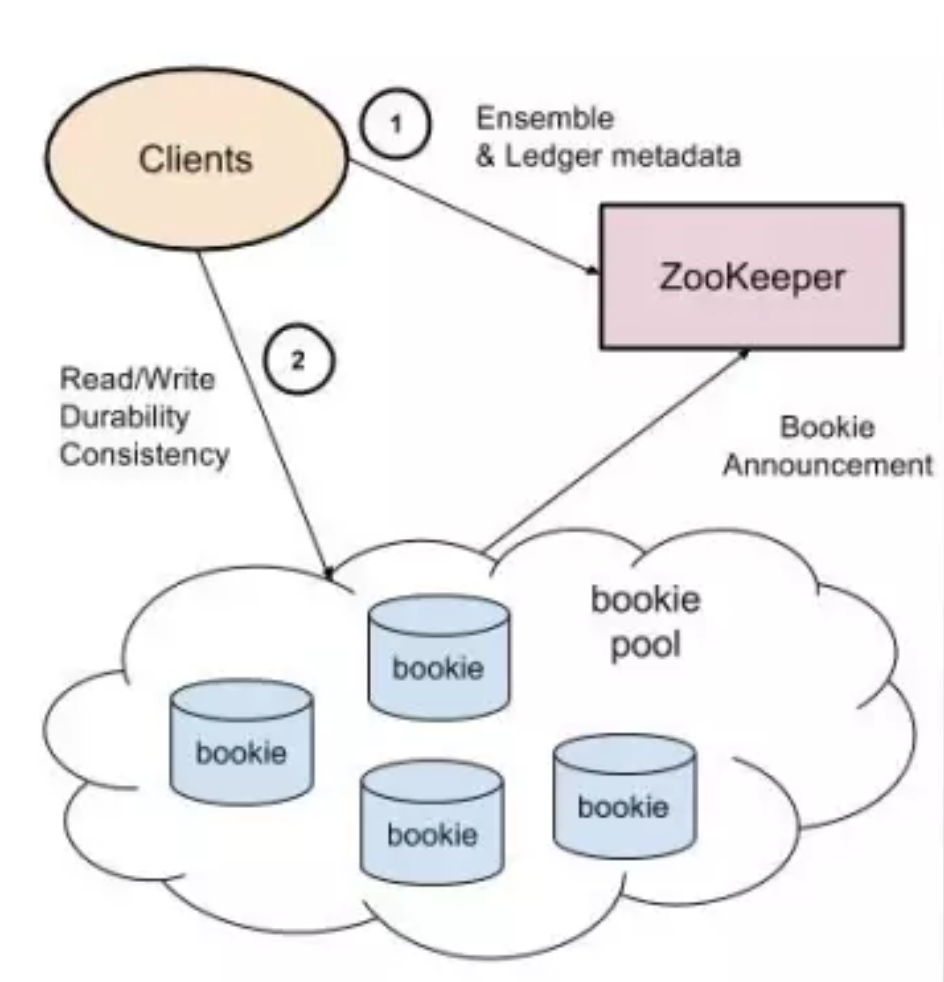 Clients
1
Ensemble
& Ledger metadata
ZooKeeper
2
Read/Write
Durability
Consistency
Bookie
Announcement
bookie
pool
bookie
bookie
bookie
bookie